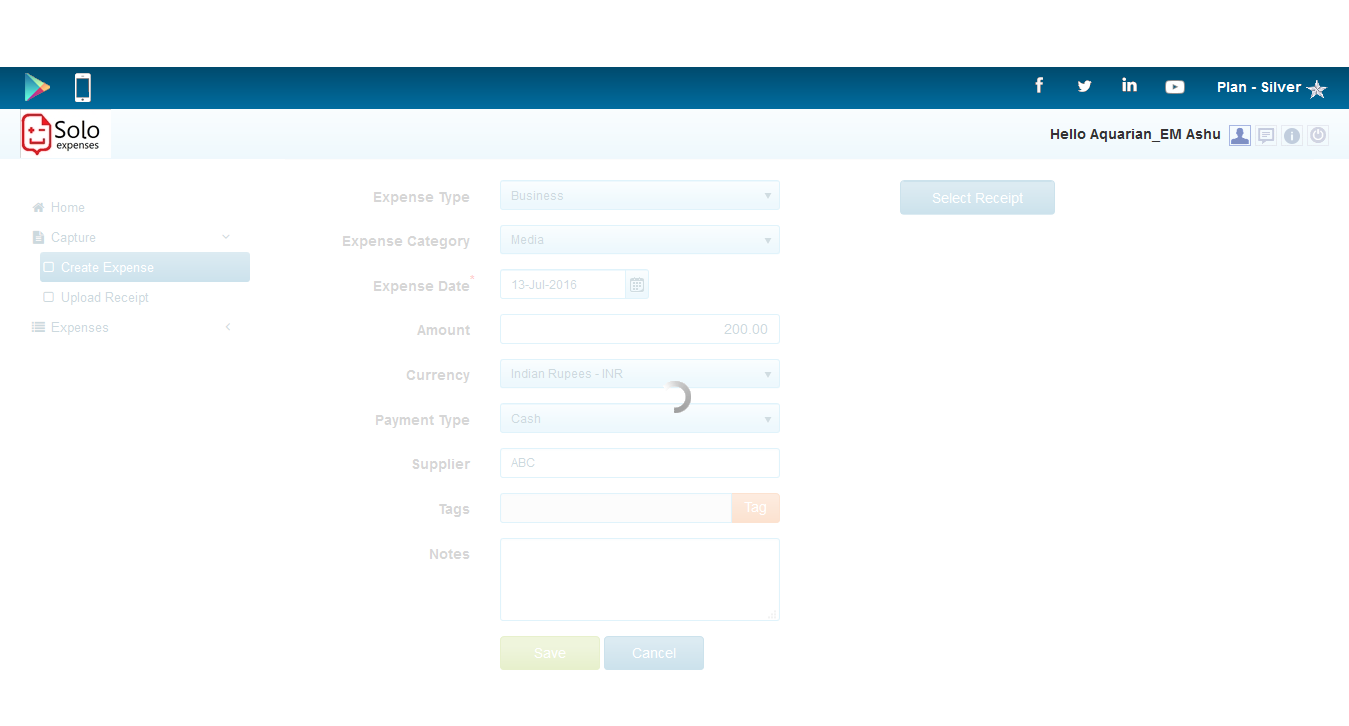 Plan - Silver
Solo
expenses
Hello Aquarian_EM Ashu
Home
Capture
Create Expense
Upload Receipt
Expenses
Expense Type Business
Select Receipt
Expense Category Media
Expense Date* 13-Jul-2016
Amount 200.00
Currency Indian Rupees - INR
Payment Type Cash
Supplier ABC
Tags Tag
Notes
Save Cancel